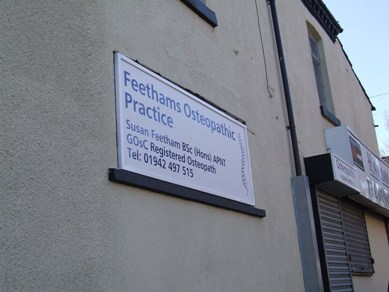 Feethams Osteopathic
Practice
Susan Feetham BSc (Hons) APNT
GOsC Registered Osteopath
Tel: 01942 497 515